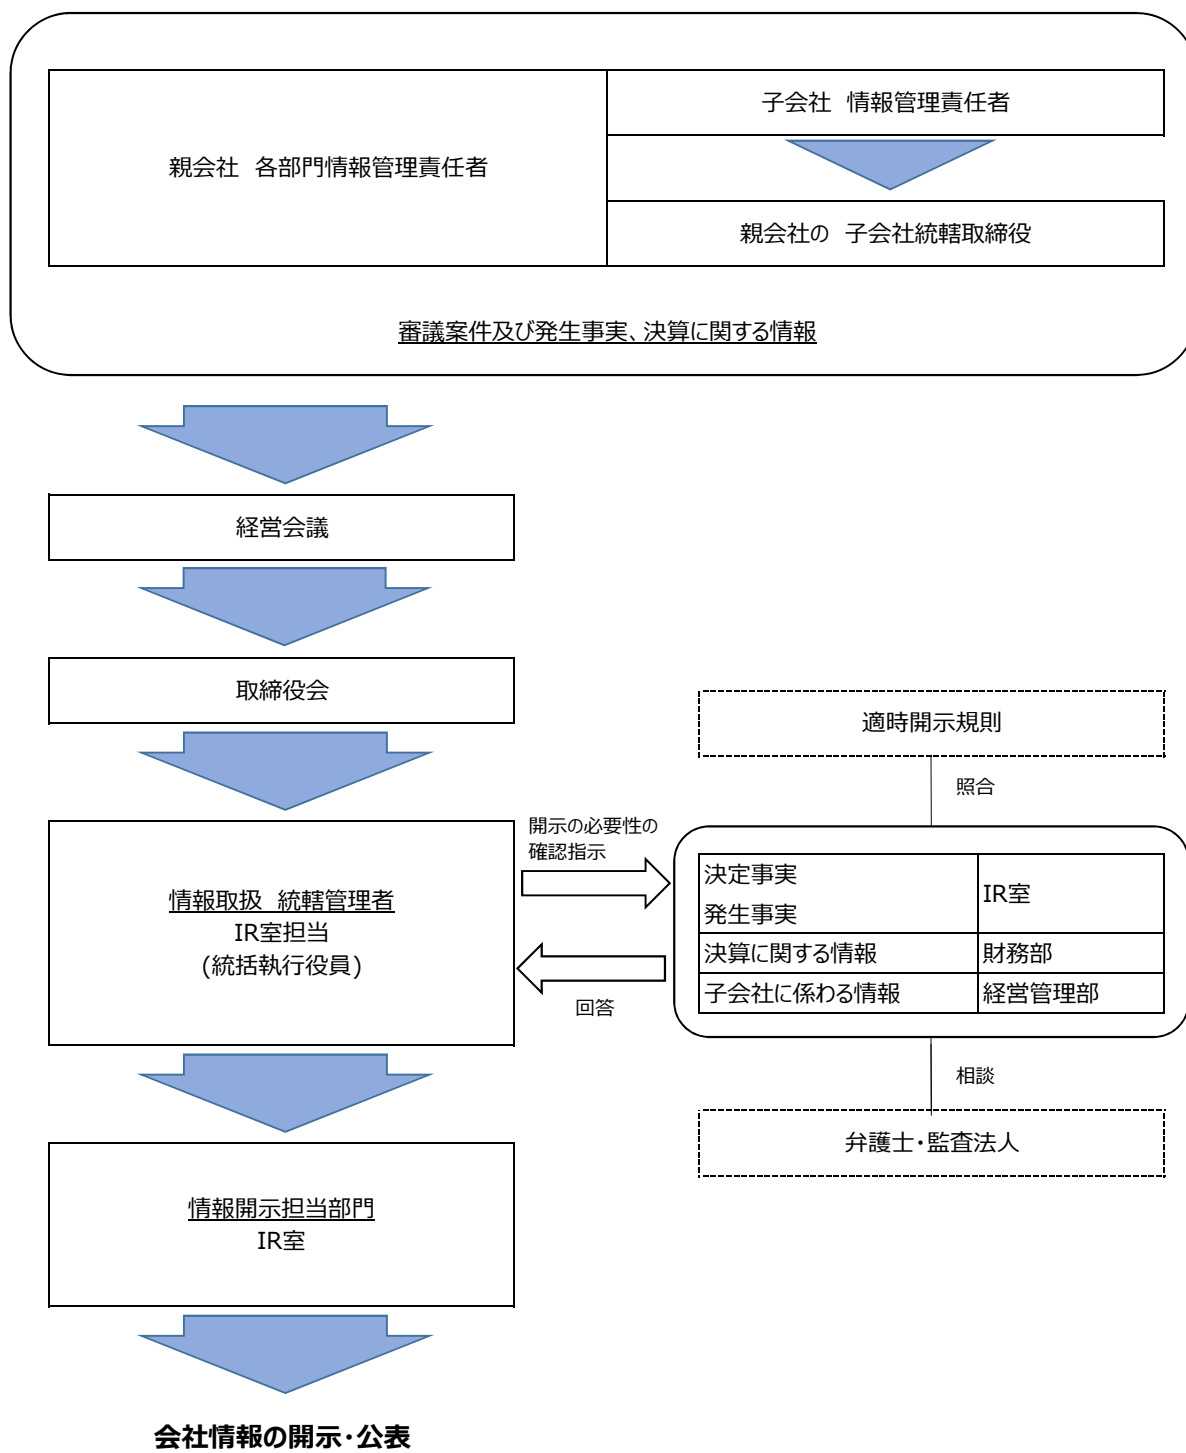 子会社 情報管理責任者
親会社 各部門情報管理責任者
親会社の 子会社統轄取締役
審議案件及び発生事実、決算に関する情報
経営会議
取締役会
適時開示規則
照合
開示の必要性の
確認指示
情報取扱 統轄管理者
IR室担当
(統括執行役員)
決定事実
発生事実
IR室
決算に関する情報 財務部
子会社に係わる情報 経営管理部
回答
相談
弁護士・監査法人
情報開示担当部門
IR室
会社情報の開示・公表